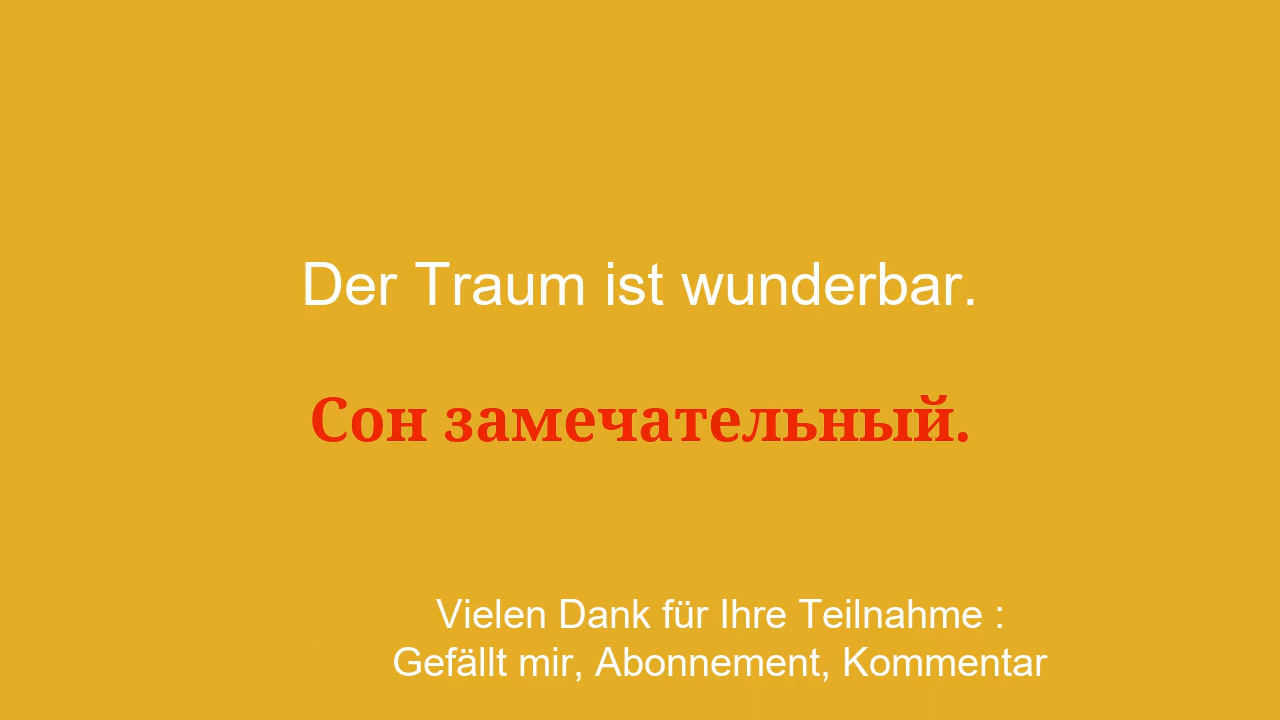 Der Traum ist wunderbar.
Сон замечательный.
Vielen Dank für Ihre Teilnahme :
Gefällt mir, Abonnement, Kommentar